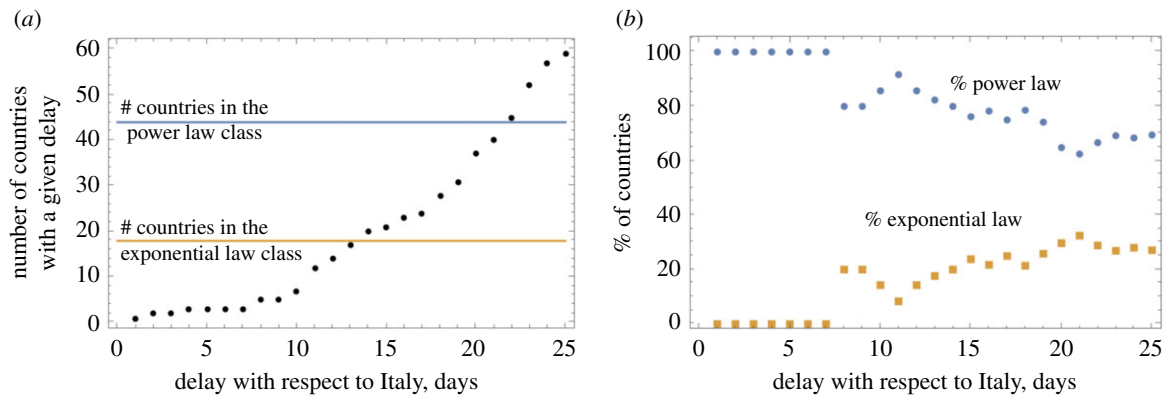 (a)
number of countries
with a given delay
60
50
40
30
20
10
0
# countries in the
power law class
# countries in the
exponential law class
0 5 10 15 20 25
delay with respect to Italy, days
(b)
% of countries
100
80
60
40
20
0
% power law
% exponential law
0 5 10 15 20 25
delay with respect to Italy, days